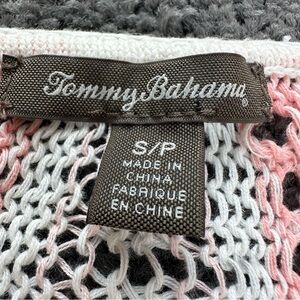 Tommy Bahama®
S/P
MADE IN
CHINA
FABRIQUE
EN CHINE